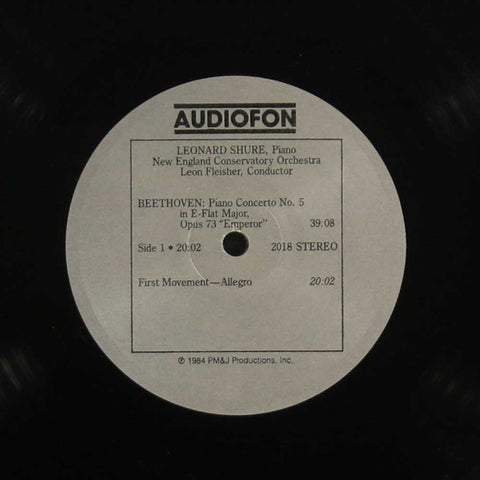 AUDIOFON
LEONARD SHURE, Piano
New England Conservatory Orchestra
Leon Fleisher, Conductor
BEETHOVEN: Piano Concerto No. 5
in E-Flat Major,
Opus 73 "Emperor" 39:08
Side 1 • 20:02 2018 STEREO
First Movement—Allegro 20:02
℗ 1984 PM&J Productions, Inc.